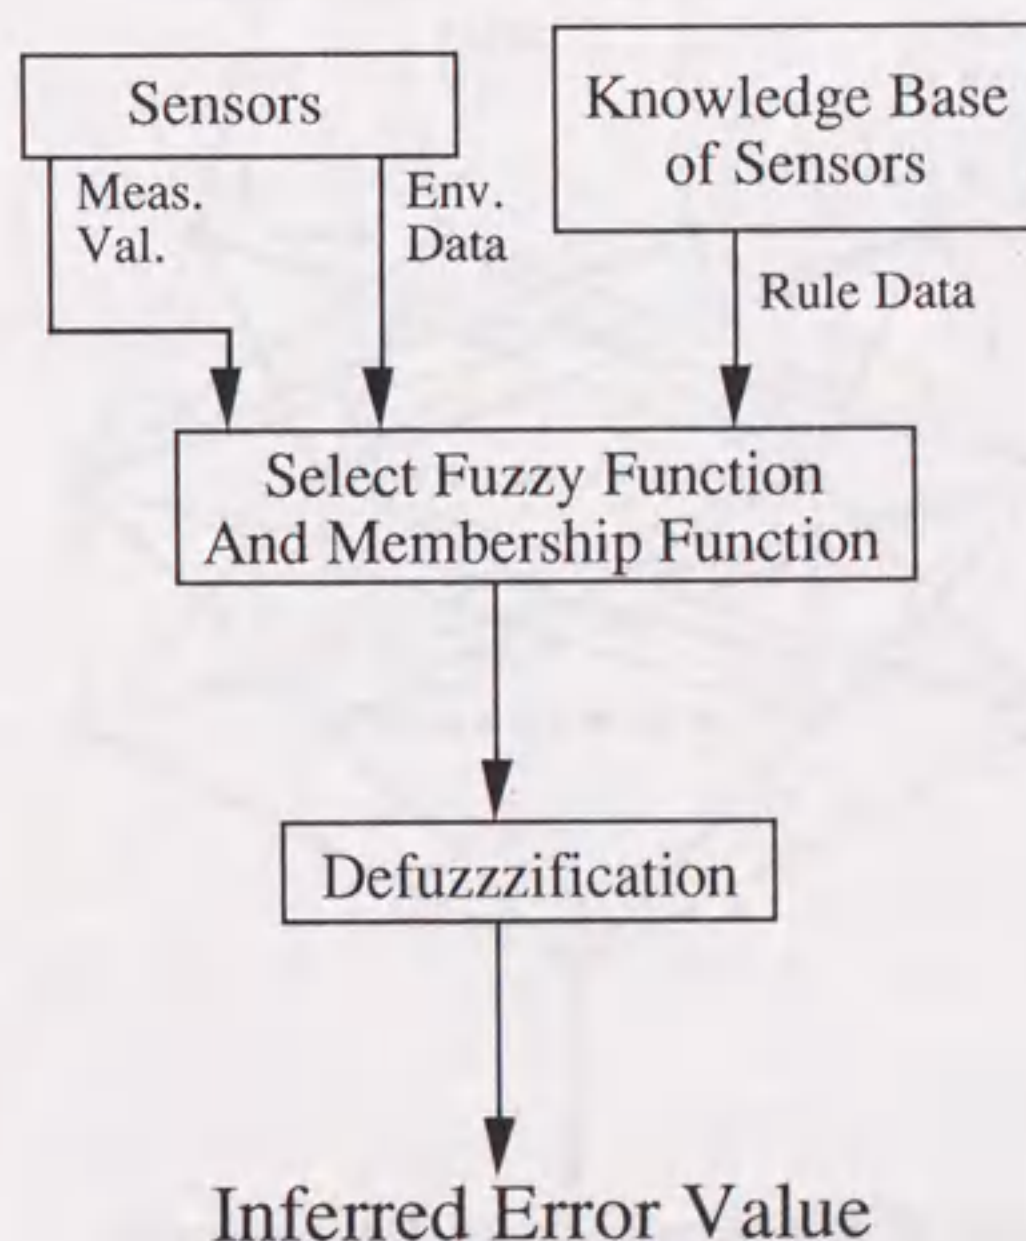 Sensors
Knowledge Base
of Sensors
Meas.
Val.
Env.
Data
Rule Data
Select Fuzzy Function
And Membership Function
Defuzzzification
Inferred Error Value